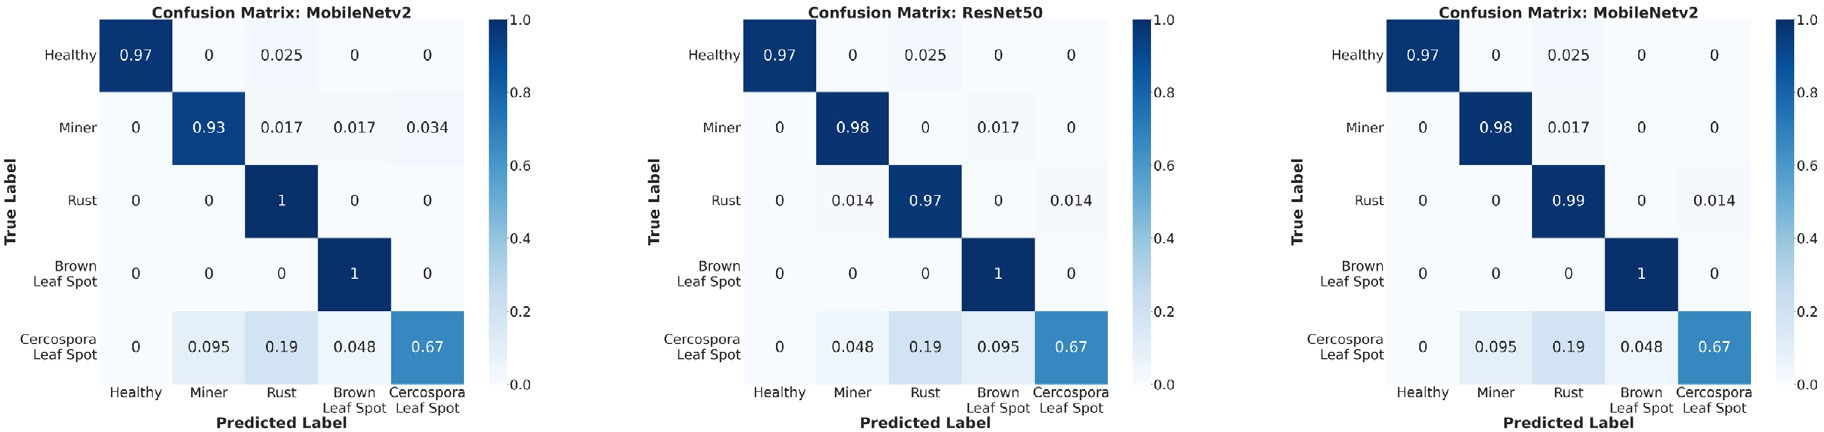 Confusion Matrix: MobileNetv2
Healthy 0.97 0 0.025 0 0
Miner 0 0.93 0.017 0.017 0.034
Rust 0 0 1 0 0
Brown
Leaf Spot 0 0 0 1 0
Cercospora
Leaf Spot 0 0.095 0.19 0.048 0.67
Healthy Miner Rust Brown Cercospora
Leaf Spot Leaf Spot
Predicted Label
True Label
1.0
0.8
0.6
0.4
0.2
0.0
Confusion Matrix: ResNet50
Healthy 0.97 0 0.025 0 0
Miner 0 0.98 0 0.017 0
Rust 0 0.014 0.97 0 0.014
Brown
Leaf Spot 0 0 0 1 0
Cercospora
Leaf Spot 0 0.048 0.19 0.095 0.67
Healthy Miner Rust Brown Cercospora
Leaf Spot Leaf Spot
Predicted Label
True Label
1.0
0.8
0.6
0.4
0.2
0.0
Confusion Matrix: MobileNetv2
Healthy 0.97 0 0.025 0 0
Miner 0 0.98 0.017 0 0
Rust 0 0 0.99 0 0.014
Brown
Leaf Spot 0 0 0 1 0
Cercospora
Leaf Spot 0 0.095 0.19 0.048 0.67
Healthy Miner Rust Brown Cercospora
Leaf Spot Leaf Spot
Predicted Label
True Label
1.0
0.8
0.6
0.4
0.2
0.0